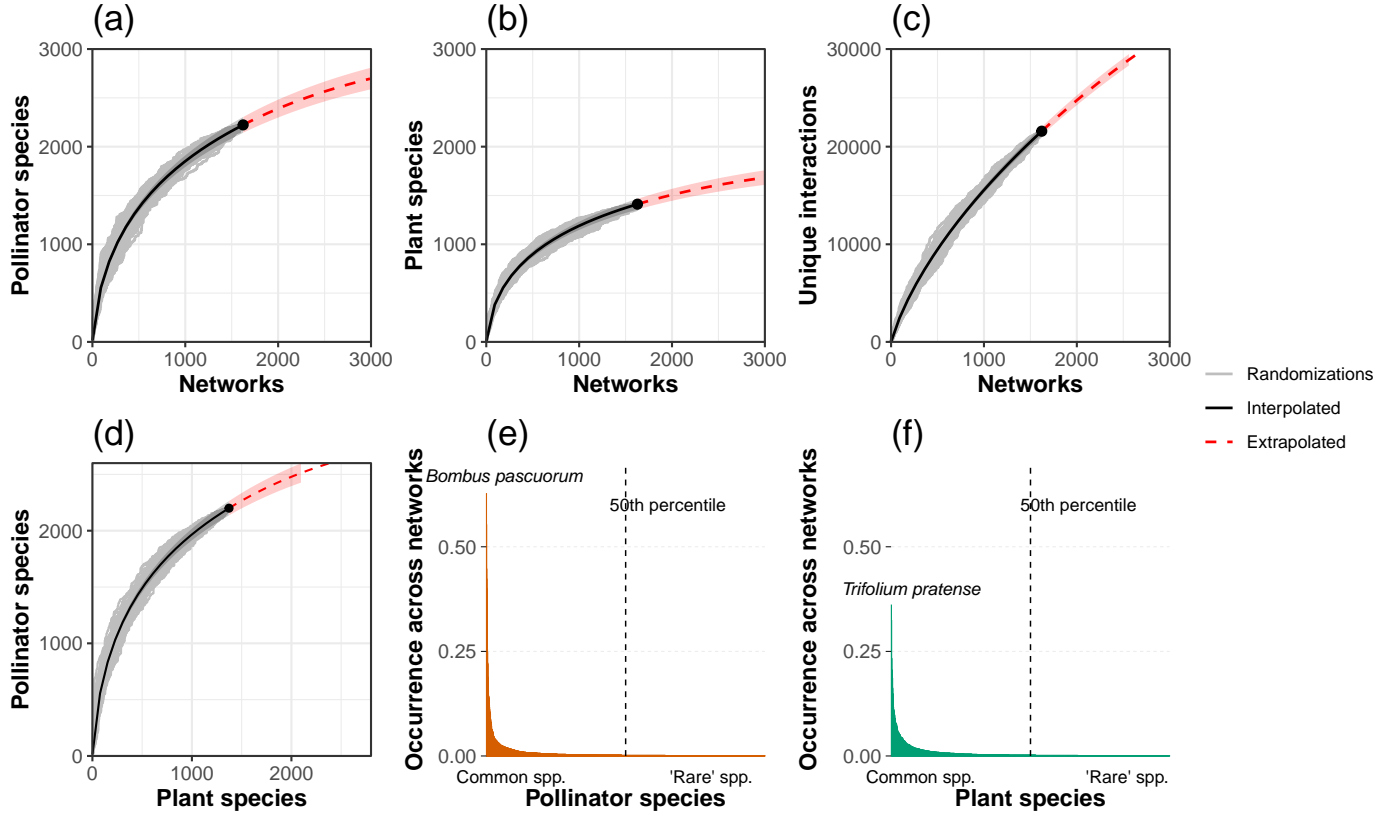 (a)
(b)
(c)
Pollinator species
3000
2000
1000
0
0
1000
2000
3000
Networks
Plant species
3000
2000
1000
0
0
1000
2000
3000
Networks
Unique interactions
30000
20000
10000
0
0
1000
2000
3000
Networks
Randomizations
Interpolated
Extrapolated
(d)
(e)
(f)
Pollinator species
2000
1000
0
0
1000
2000
Plant species
Occurrence across networks
Bombus pascuorum
50th percentile
0.50
0.25
0.00
Common spp.
'Rare' spp.
Pollinator species
Occurrence across networks
50th percentile
Trifolium pratense
0.50
0.25
0.00
Common spp.
'Rare' spp.
Plant species